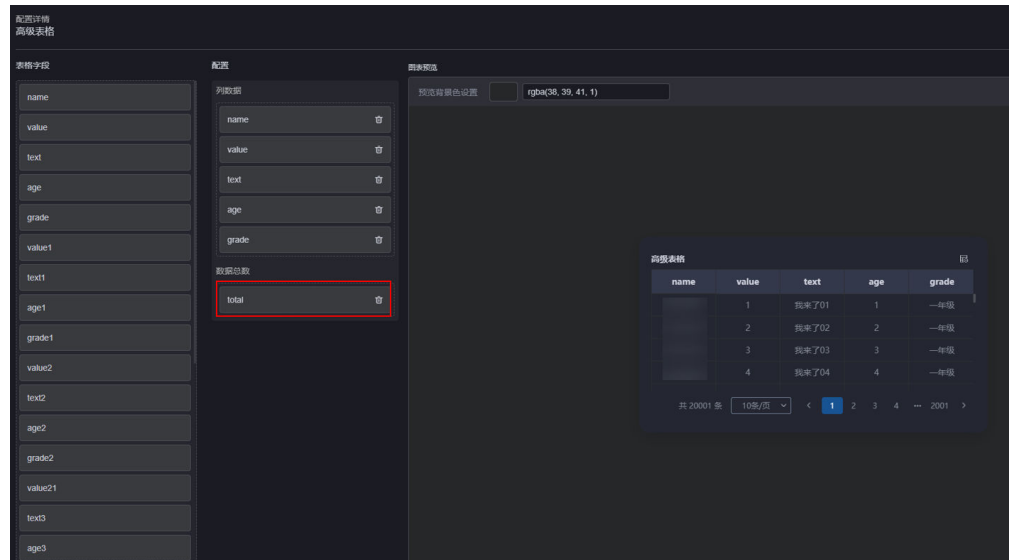 配置详情
高级表格
表格字段
name
value
text
age
grade
value1
text1
age1
grade1
value2
text2
age2
grade2
value21
text3
age3
配置
列数据
name
value
text
age
grade
数据总数
total
图表预览
预览背景色设置 rgba(38, 39, 41, 1)
高级表格
name value text age grade
1 我来了01 1 一年级
2 我来了02 2 一年级
3 我来了03 3 一年级
4 我来了04 4 一年级
共 20001 条 10条/页 1 2 3 4 ••• 2001